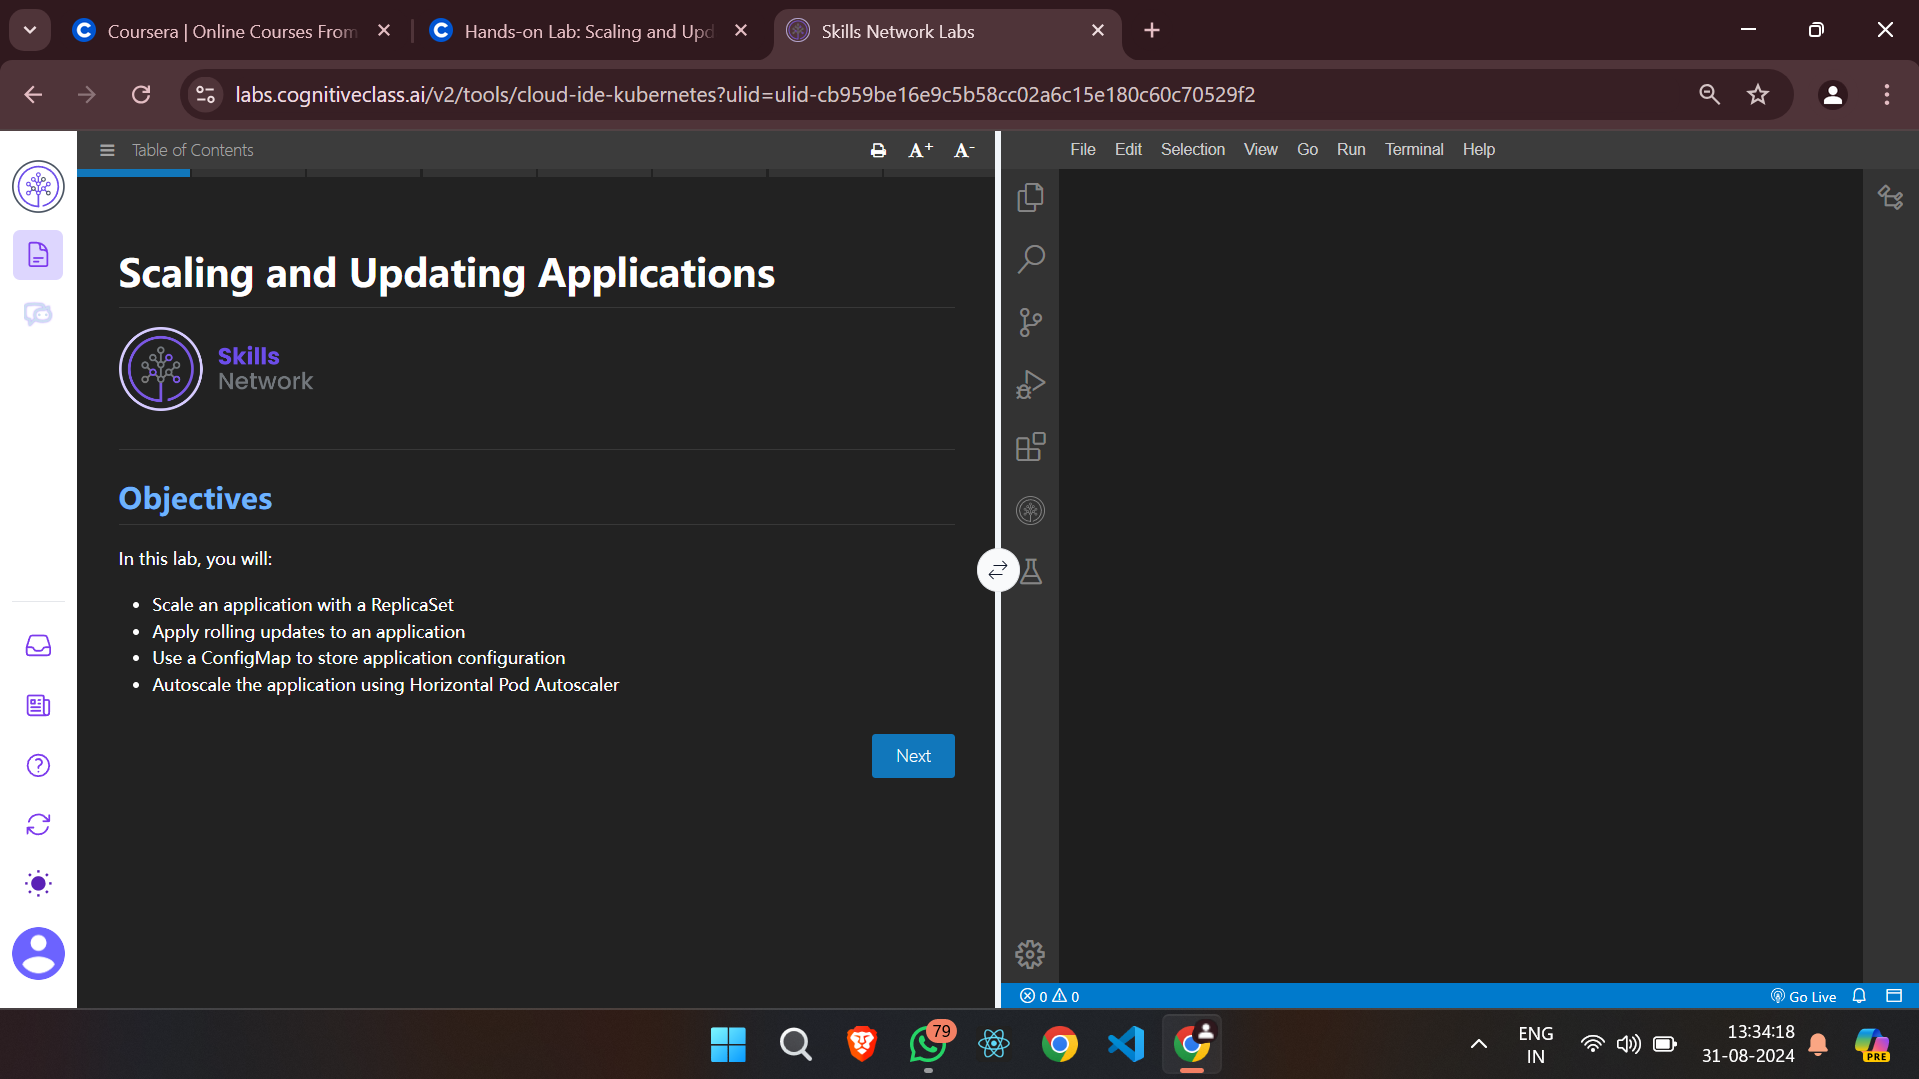 Coursera | Online Courses From
Hands-on Lab: Scaling and Upd
Skills Network Labs
labs.cognitiveclass.ai/v2/tools/cloud-ide-kubernetes?ulid=ulid-cb959be16e9c5b58cc02a6c15e180c60c70529f2
Table of Contents
A+ A-
File Edit Selection View Go Run Terminal Help
Scaling and Updating Applications
Skills
Network
Objectives
In this lab, you will:
• Scale an application with a ReplicaSet
• Apply rolling updates to an application
• Use a ConfigMap to store application configuration
• Autoscale the application using Horizontal Pod Autoscaler
Next
0 0
Go Live
79
ENG
IN
13:34:18
31-08-2024
PRE